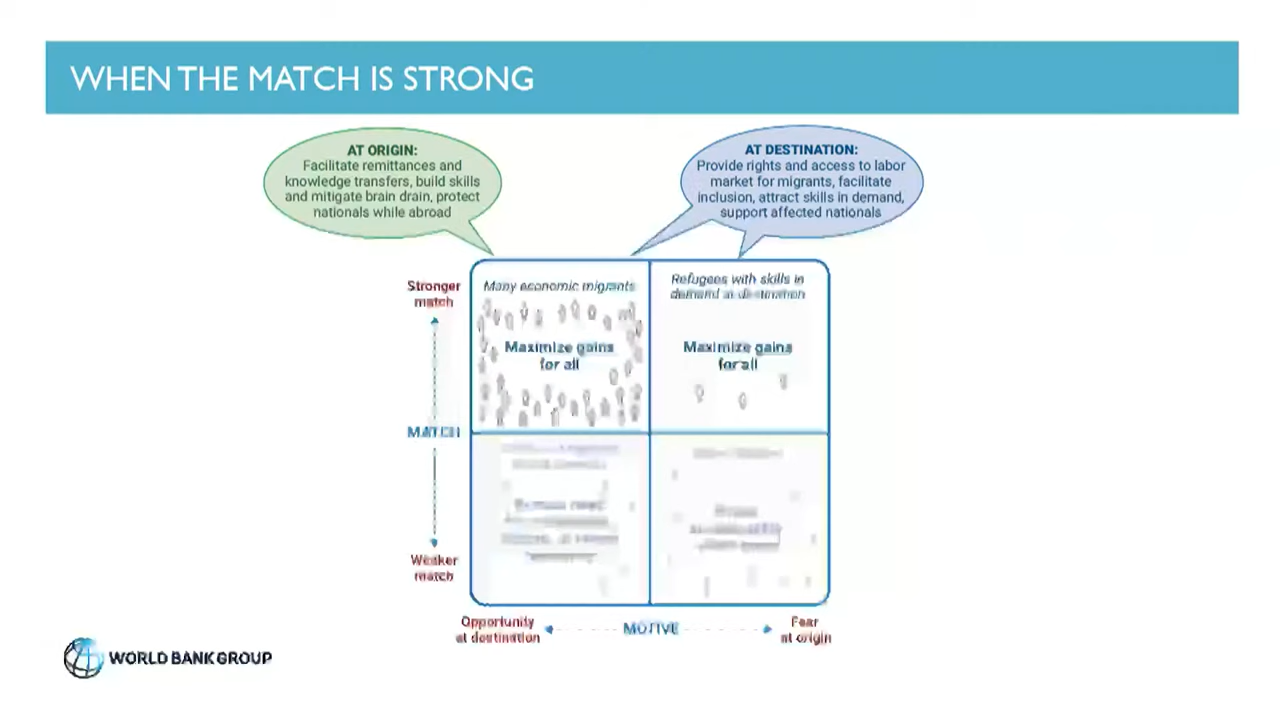 WHEN THE MATCH IS STRONG
AT ORIGIN:
Facilitate remittances and
knowledge transfers, build skills
and mitigate brain drain, protect
nationals while abroad
AT DESTINATION:
Provide rights and access to labor
market for migrants, facilitate
inclusion, attract skills in demand,
support affected nationals
Stronger
match
Many economic migrants
Maximize gains
for all
Refugees with skills in
demand at destination
Maximize gains
for all
MATCH
Weaker
match
Opportunity
at destination
MOTIVE
Fear
at origin
WORLD BANK GROUP